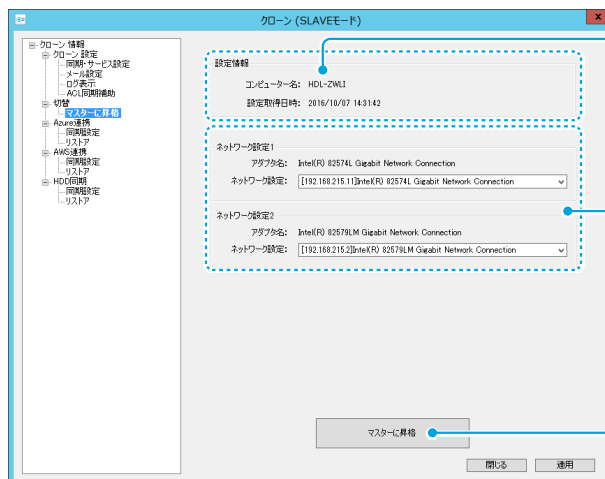 クローン (SLAVEモード)
クローン 情報
クローン 設定
同期・サービス設定
メール設定
ログ表示
ACL同期補助
切替
マスターに昇格
Azure連携
同期設定
リストア
AWS連携
同期設定
リストア
HDD同期
同期設定
リストア
設定情報
コンピューター名: HDL-ZWLI
設定取得日時: 2016/10/07 14:31:42
ネットワーク設定1
アダプタ名: Intel(R) 82574L Gigabit Network Connection
ネットワーク設定: [192.168.215.11]Intel(R) 82574L Gigabit Network Connection
ネットワーク設定2
アダプタ名: Intel(R) 82579LM Gigabit Network Connection
ネットワーク設定: [192.168.215.2]Intel(R) 82579LM Gigabit Network Connection
マスターに昇格
閉じる
適用